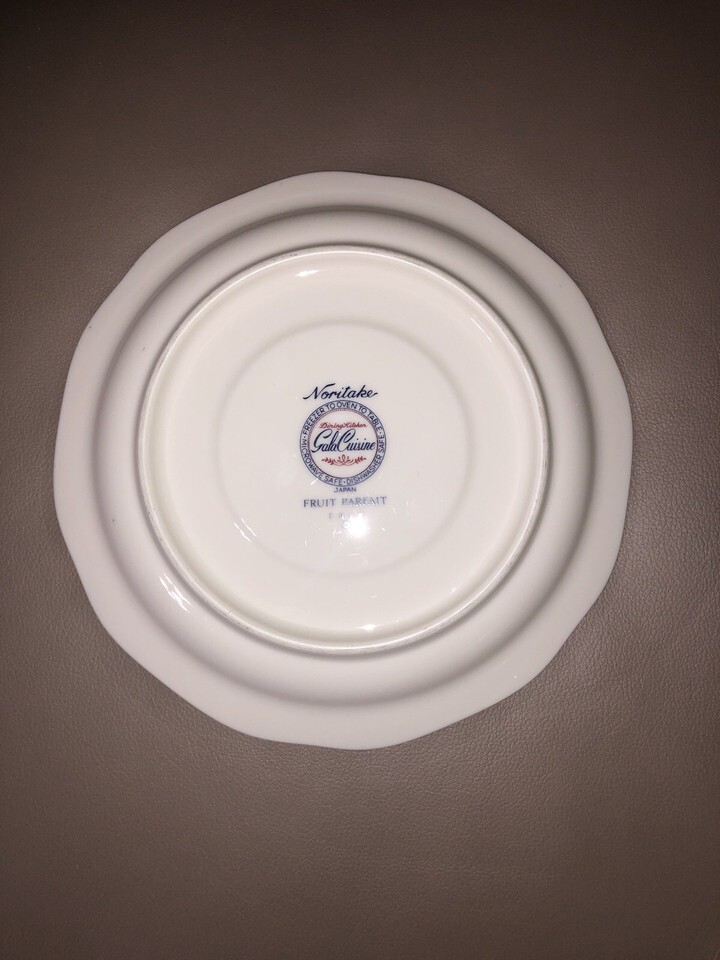 Noritake
FREEZER TO OVEN TO TABLE · MICROWAVE SAFE · DISHWASHER SAFE ·
Dining Kitchen
Gala Cuisine
JAPAN
FRUIT PARFAIT